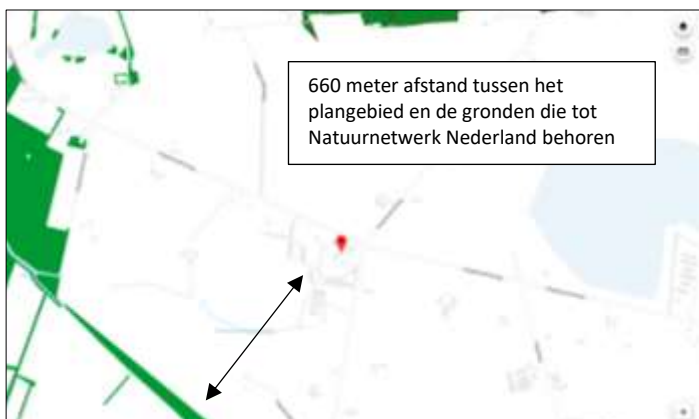 660 meter afstand tussen het
plangebied en de gronden die tot
Natuurnetwerk Nederland behoren